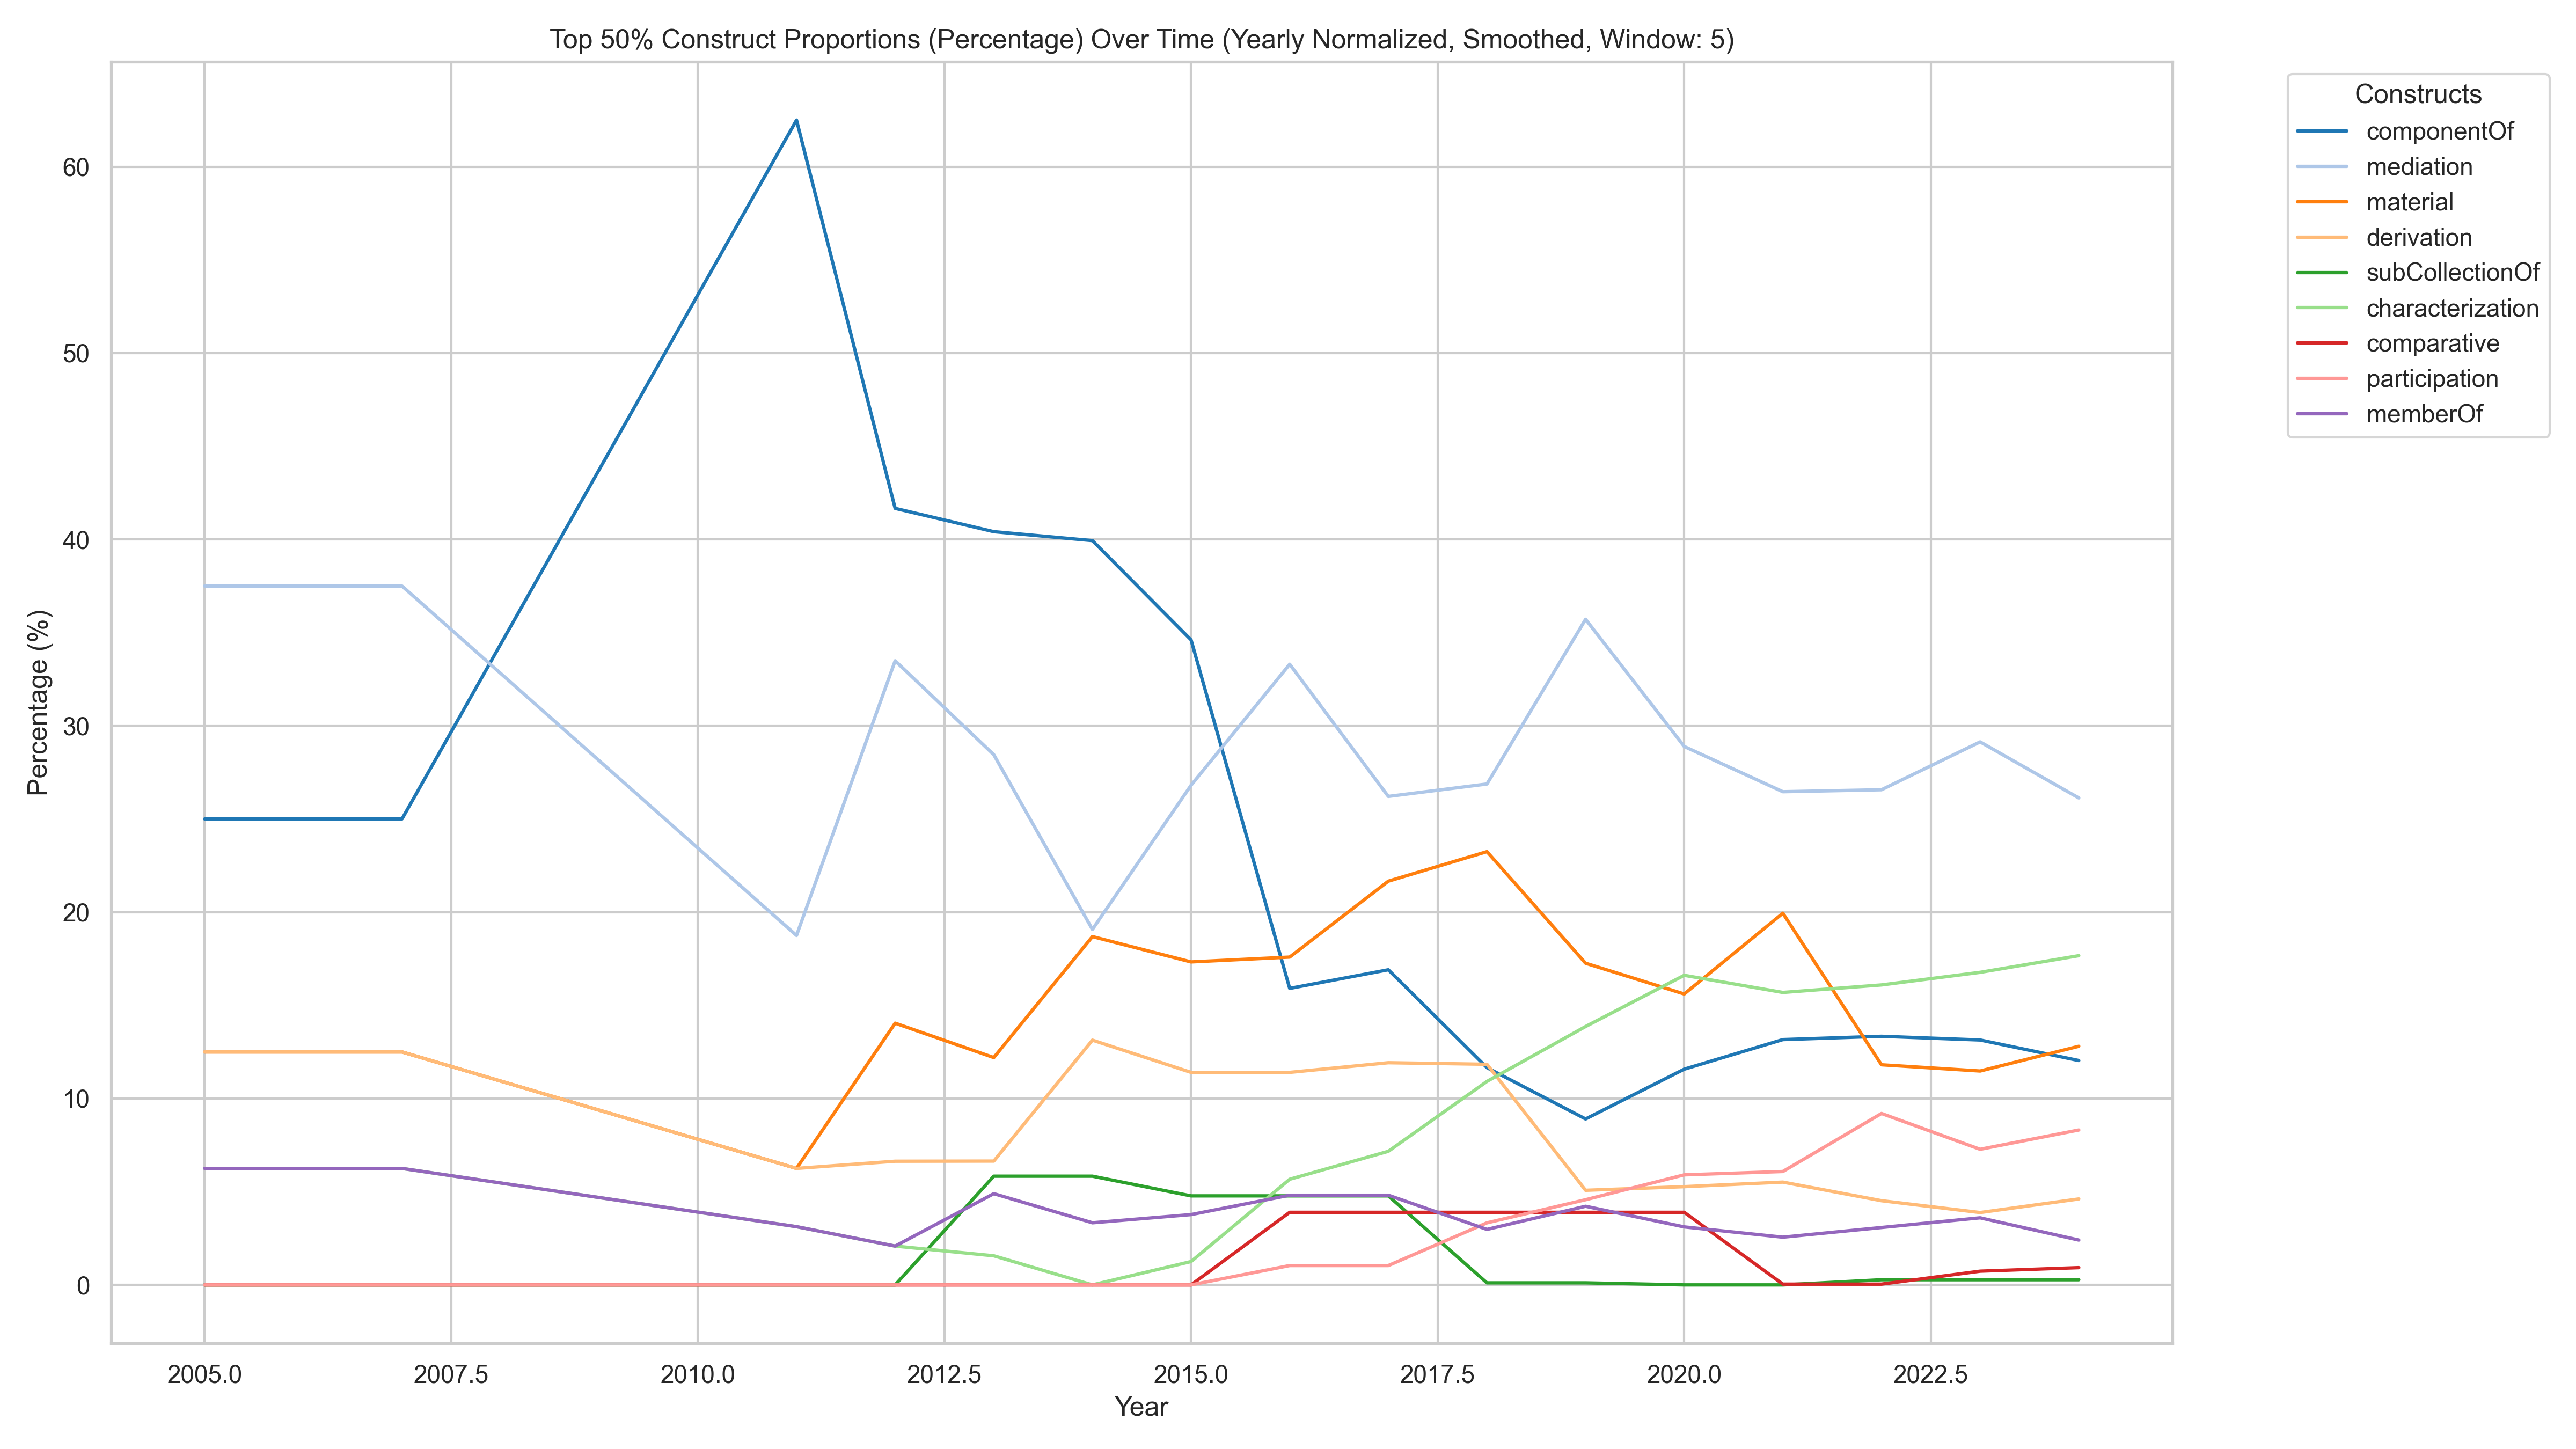 Top 50% Construct Proportions (Percentage) Over Time (Yearly Normalized, Smoothed, Window: 5)
Constructs
componentOf
mediation
material
derivation
subCollectionOf
characterization
comparative
participation
memberOf
Percentage (%)
60
50
40
30
20
10
0
2005.0 2007.5 2010.0 2012.5 2015.0 2017.5 2020.0 2022.5
Year